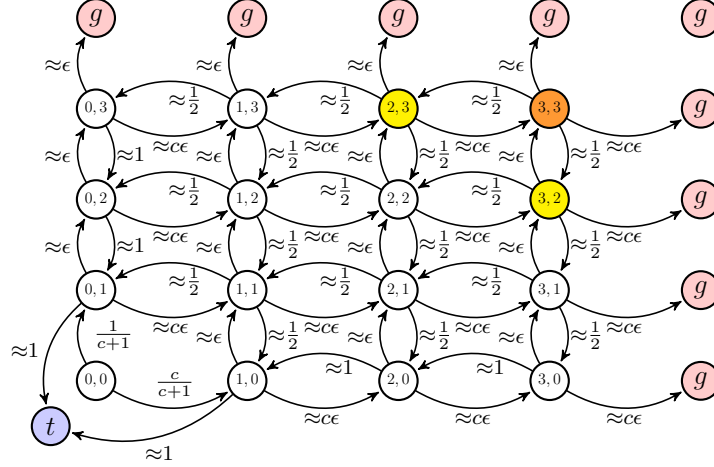 g g g g g
≈ϵ ≈ϵ ≈ϵ ≈ϵ
≈1/2 ≈1/2 ≈1/2
0,3 1,3 2,3 3,3 g
≈cϵ ≈cϵ ≈cϵ ≈cϵ
≈ϵ ≈1 ≈ϵ ≈1/2 ≈ϵ ≈1/2 ≈ϵ ≈1/2
≈1/2 ≈1/2 ≈1/2
0,2 1,2 2,2 3,2 g
≈cϵ ≈cϵ ≈cϵ ≈cϵ
≈ϵ ≈1 ≈ϵ ≈1/2 ≈ϵ ≈1/2 ≈ϵ ≈1/2
≈1/2 ≈1/2 ≈1/2
0,1 1,1 2,1 3,1 g
≈cϵ ≈cϵ ≈cϵ ≈cϵ
≈1 1/(c+1) ≈ϵ ≈1/2 ≈ϵ ≈1/2 ≈ϵ ≈1/2
c/(c+1) ≈1 ≈1
0,0 1,0 2,0 3,0 g
≈cϵ ≈cϵ ≈cϵ
t
≈1